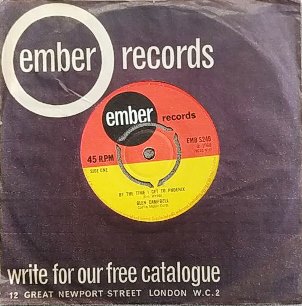 ember records
ember records
45 RPM
SIDE ONE
EMB S249
BY THE TIME I GET TO PHOENIX
GLEN CAMPBELL
write for our free catalogue
12 GREAT NEWPORT STREET LONDON W.C.2